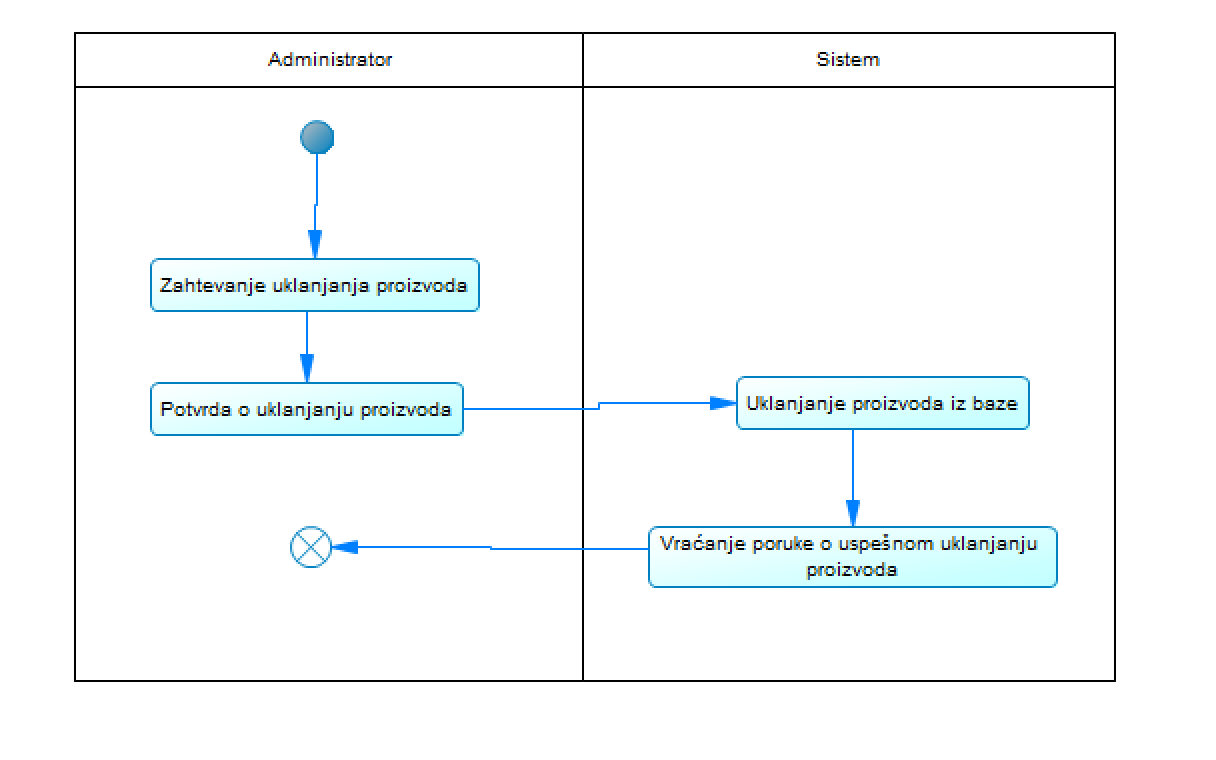 Administrator
Sistem
Zahtevanje uklanjanja proizvoda
Potvrda o uklanjanju proizvoda
Uklanjanje proizvoda iz baze
Vraćanje poruke o uspešnom uklanjanju
proizvoda